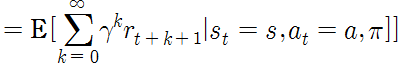 = E[∑_{k=0}^{∞} γ^k r_{t+k+1}|s_t = s,a_t = a,π]]